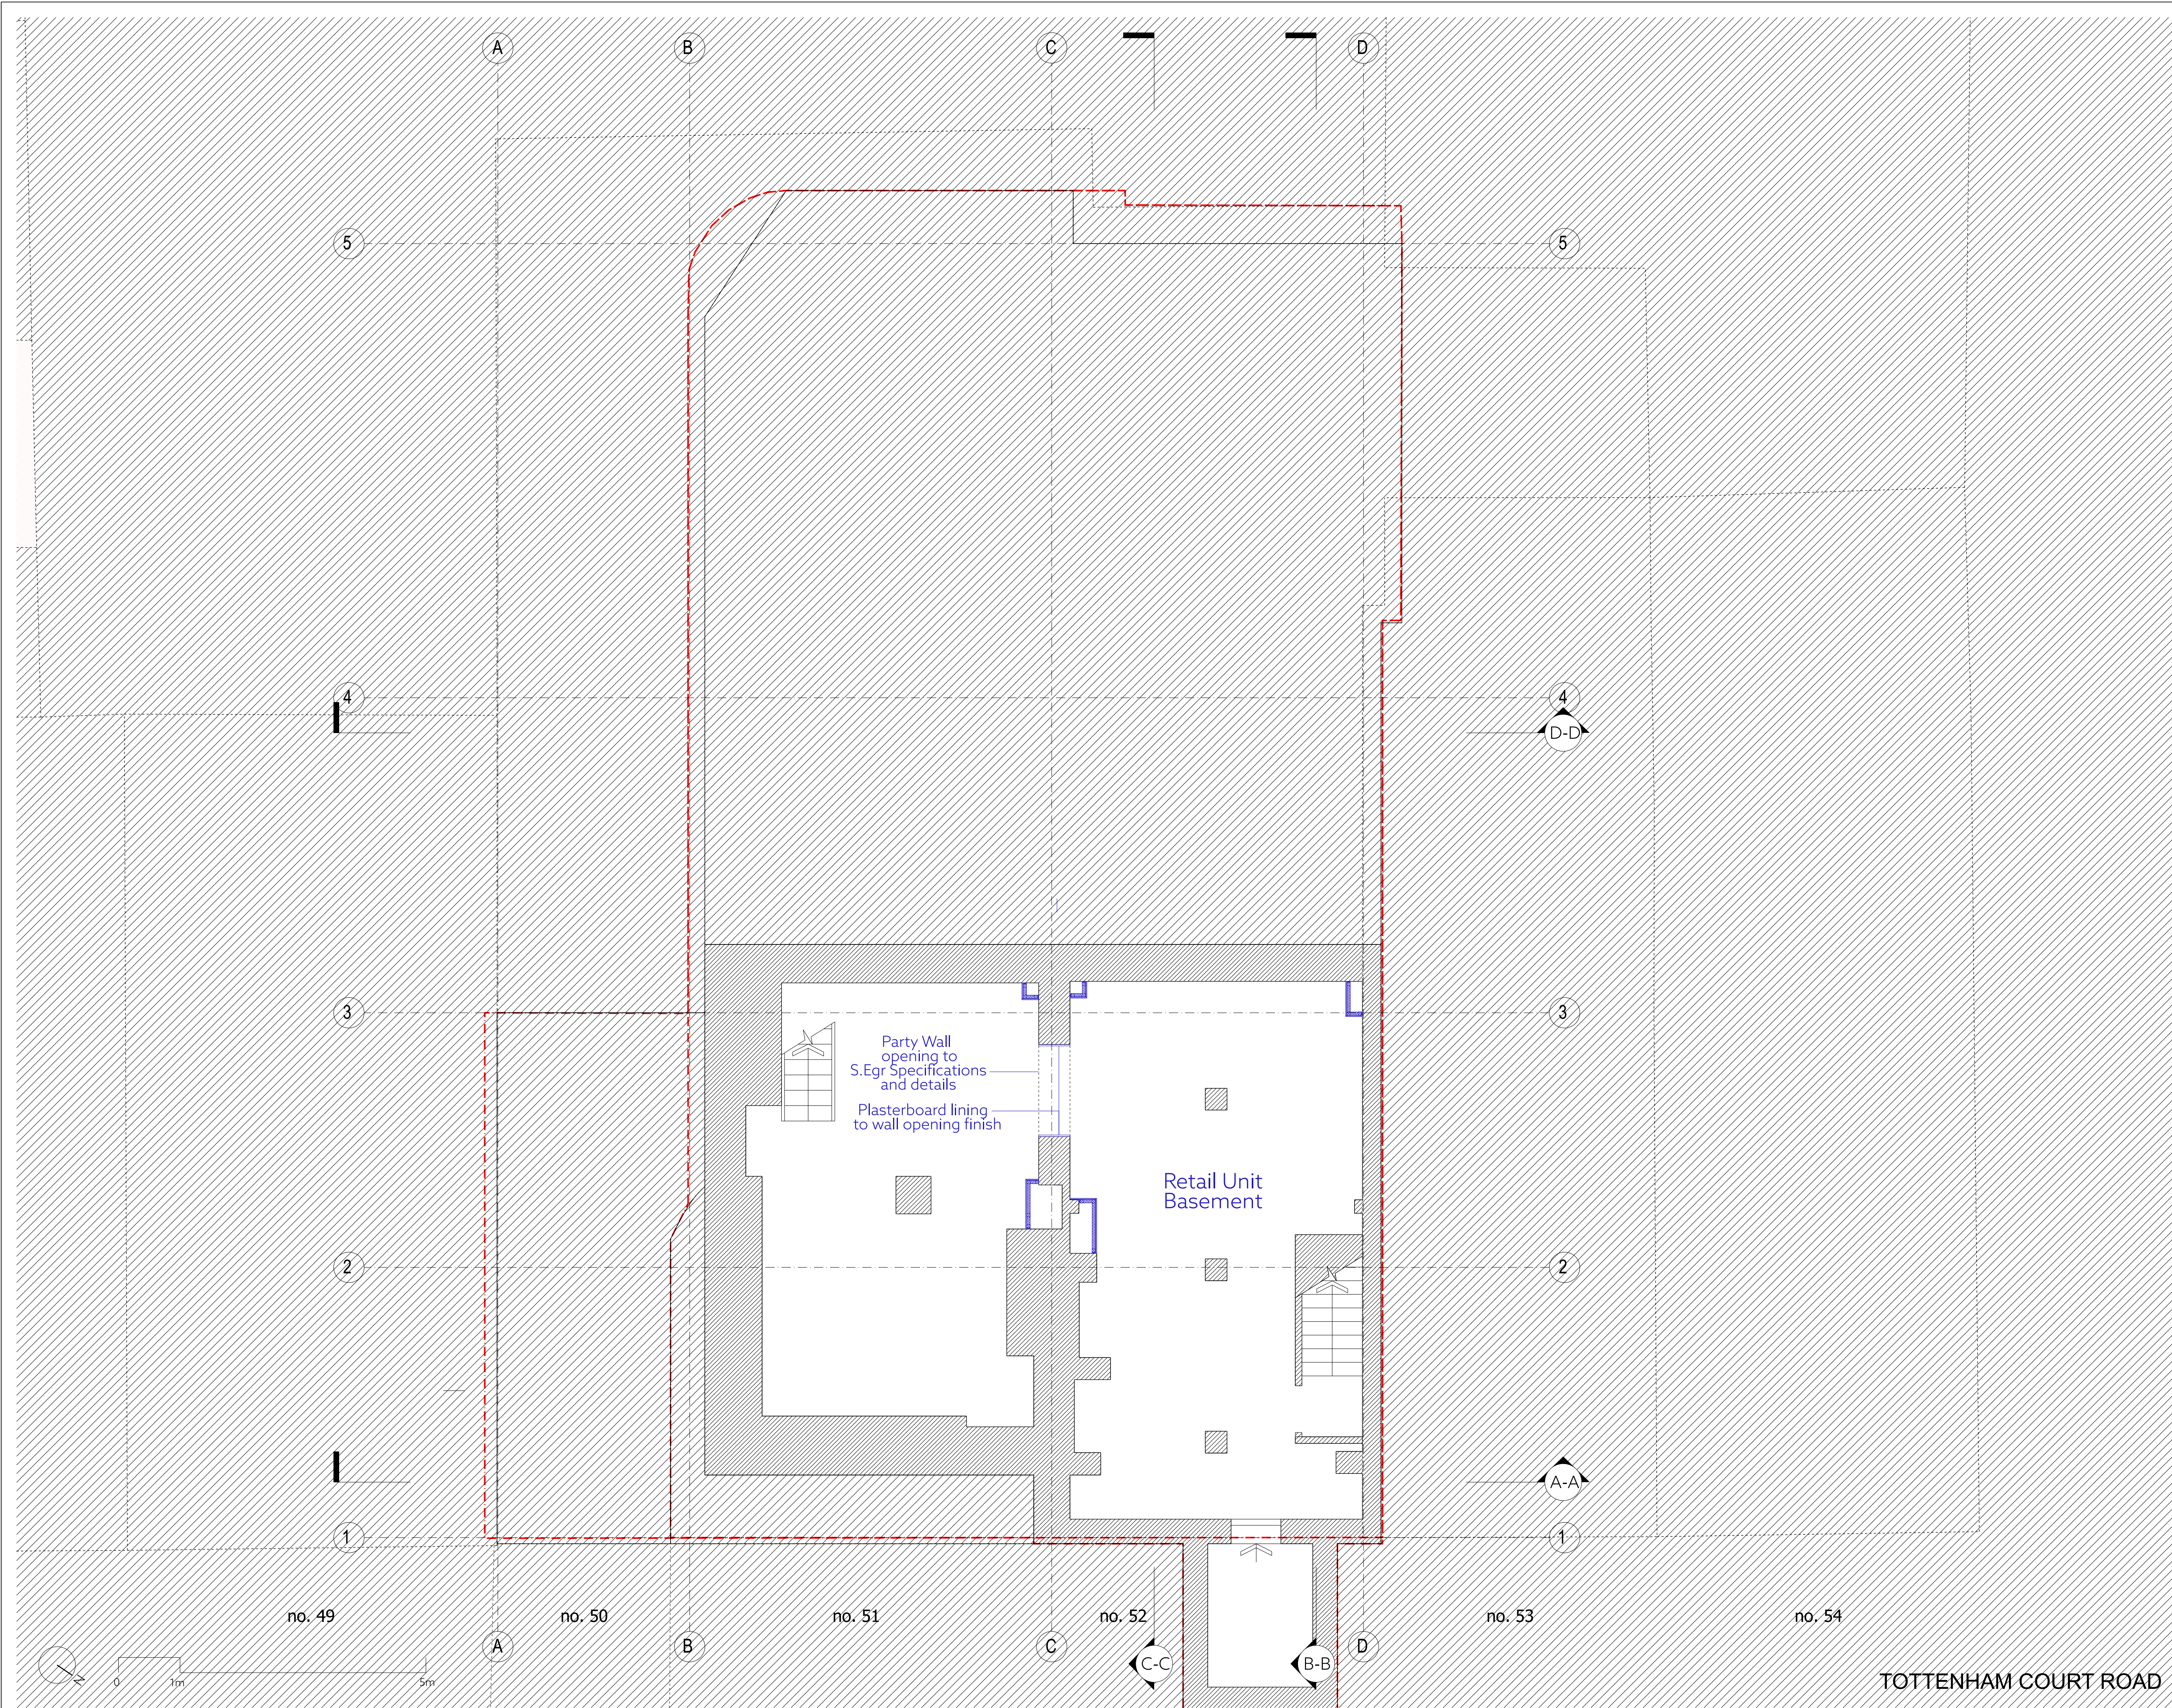 A
B
C
D
5
5
4
4
D-D
3
3
Party Wall
opening to
S.Egr Specifications
and details
Plasterboard lining
to wall opening finish
Retail Unit
Basement
2
2
A-A
1
1
no. 49
no. 50
no. 51
no. 52
no. 53
no. 54
A
B
C
D
C-C
B-B
N
0
1m
5m
TOTTENHAM COURT ROAD